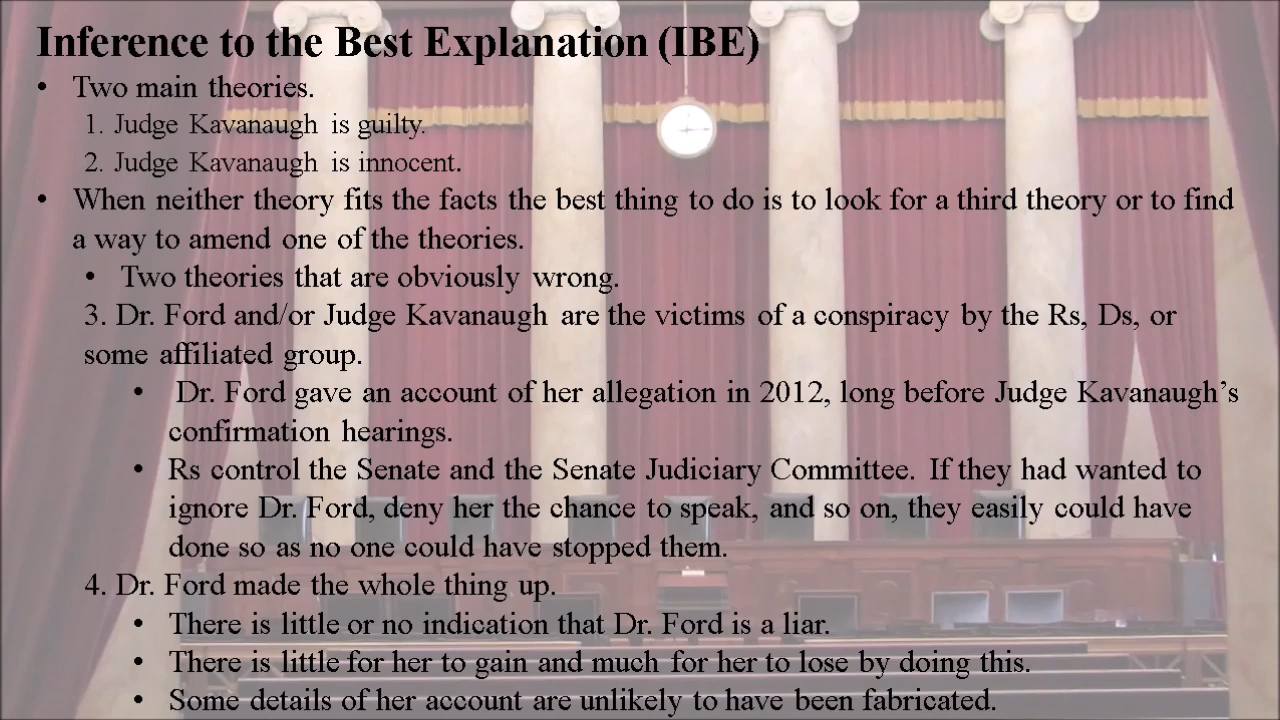 Inference to the Best Explanation (IBE)
• Two main theories.
1. Judge Kavanaugh is guilty.
2. Judge Kavanaugh is innocent.
• When neither theory fits the facts the best thing to do is to look for a third theory or to find
a way to amend one of the theories.
• Two theories that are obviously wrong.
3. Dr. Ford and/or Judge Kavanaugh are the victims of a conspiracy by the Rs, Ds, or
some affiliated group.
• Dr. Ford gave an account of her allegation in 2012, long before Judge Kavanaugh’s
confirmation hearings.
• Rs control the Senate and the Senate Judiciary Committee. If they had wanted to
ignore Dr. Ford, deny her the chance to speak, and so on, they easily could have
done so as no one could have stopped them.
4. Dr. Ford made the whole thing up.
• There is little or no indication that Dr. Ford is a liar.
• There is little for her to gain and much for her to lose by doing this.
• Some details of her account are unlikely to have been fabricated.